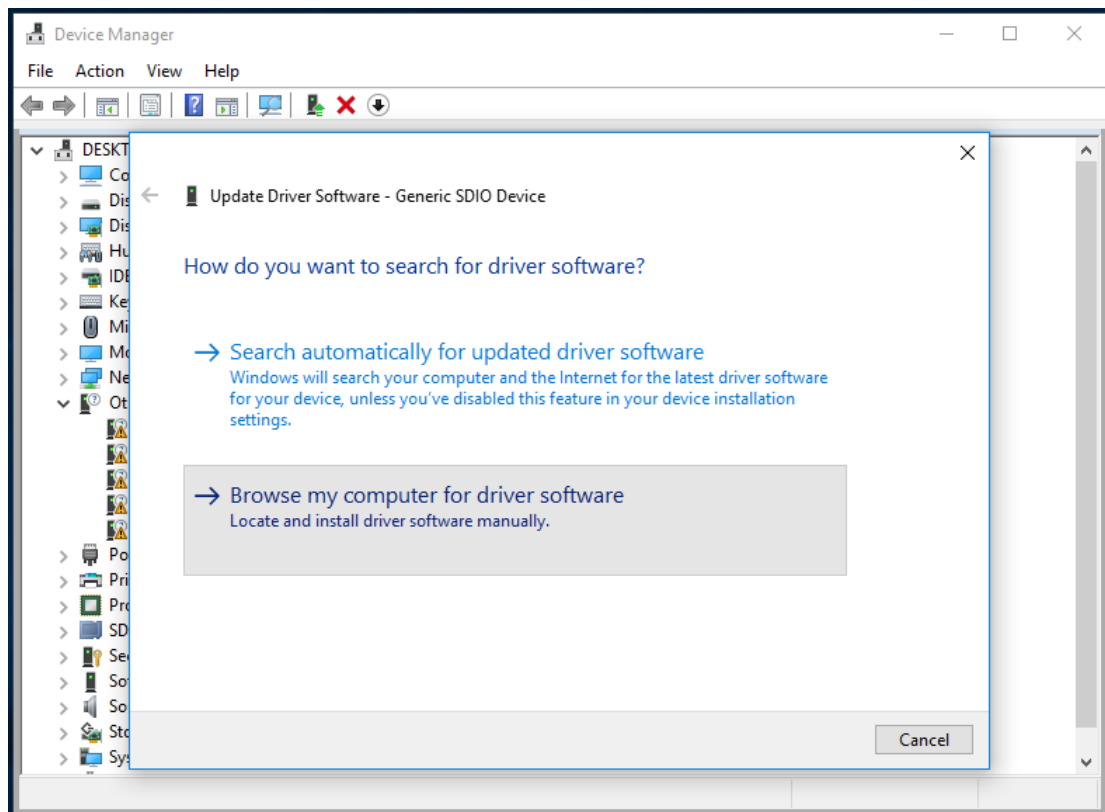 Device Manager
File Action View Help
DESKT
Co
Dis
Dis
Hu
IDE
Key
Mi
Mo
Ne
Ot
Po
Pri
Pro
SD
Sec
Sof
So
Sto
Sys
Update Driver Software - Generic SDIO Device
How do you want to search for driver software?
Search automatically for updated driver software
Windows will search your computer and the Internet for the latest driver software
for your device, unless you've disabled this feature in your device installation
settings.
Browse my computer for driver software
Locate and install driver software manually.
Cancel